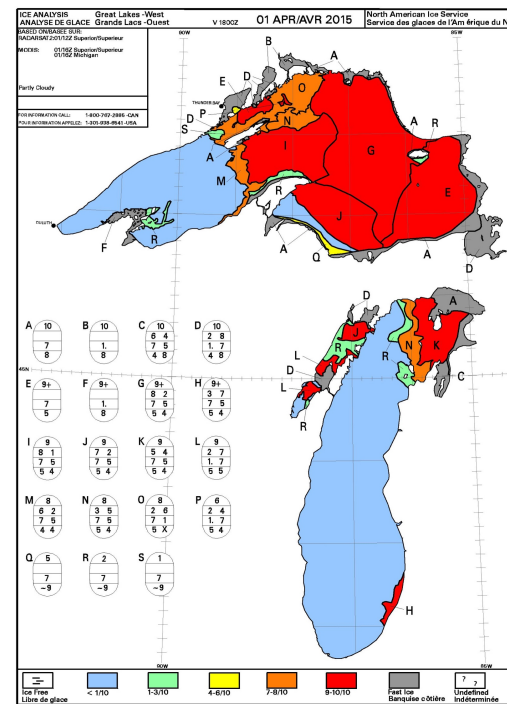 ICE ANALYSIS Great Lakes -West
ANALYSE DE GLACE Grands Lacs -Ouest
V 1800Z
01 APR/AVR 2015
North American Ice Service
Service des glaces de l'Am érique du N
BASED ON/BASEE SUR:
RADARSAT2:01/12Z Superior/Superieur
MODIS: 01/16Z Superior/Superieur
01/16Z Michigan
Partly Cloudy
FOR INFORMATION CALL: 1-800-767-2885 -CAN
POUR INFORMATION APPELEZ: 1-301-938-8641 -USA
90W
85W
B
A
D
E
O
THUNDER BAY
P
D
S
N
A
A
R
I
G
M
R
E
J
DULUTH
R
F
A
Q
A
D
D
A
J
R
L
N
K
R
D
C
L
R
H
45N
A 10 7 8
B 10 1. 8
C 10 6 4 7 5 4 8
D 10 2 8 1. 7 4 8
E 9+ 7 5
F 9+ 1. 8
G 9+ 8 2 7 5 5 4
H 9+ 3 7 7 5 5 4
I 9 8 1 7 5 5 4
J 9 7 2 7 5 5 4
K 9 5 4 7 5 5 4
L 9 2 7 1. 7 5 5
M 8 6 2 7 5 4 4
N 8 3 5 7 5 5 4
O 8 2 6 7 1 5 X
P 6 2 4 1. 7 5 4
Q 5 7 ~9
R 2 7 ~9
S 1 7 ~9
90W
85W
Ice Free
Libre de glace
< 1/10
1-3/10
4-6/10
7-8/10
9-10/10
Fast Ice
Banquise côtière
? ?
Undefined
Indéterminée